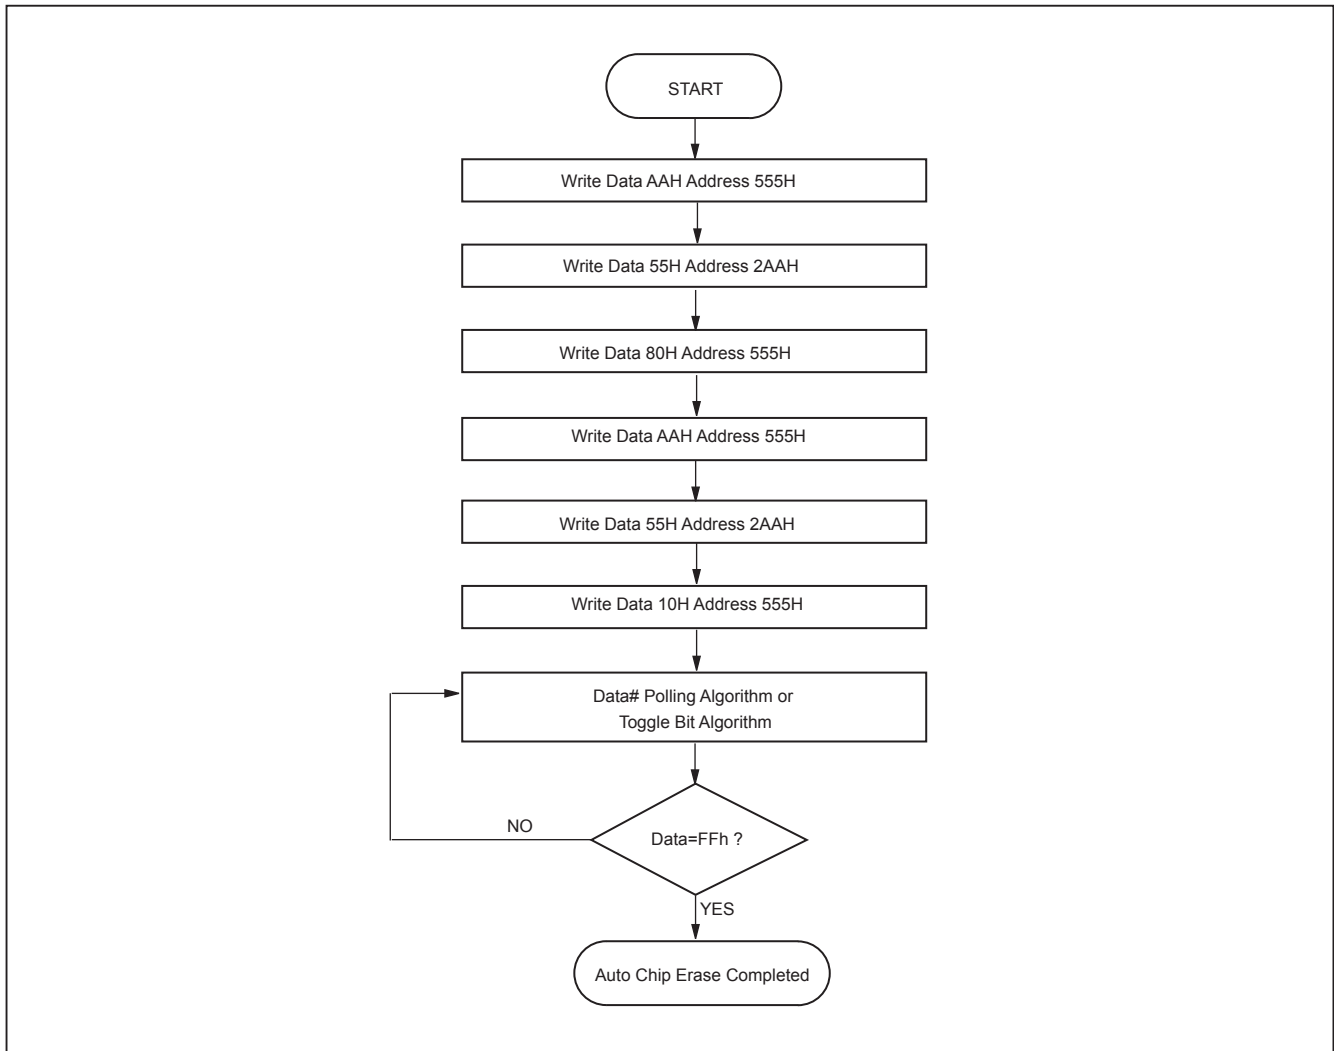 START
Write Data AAH Address 555H
Write Data 55H Address 2AAH
Write Data 80H Address 555H
Write Data AAH Address 555H
Write Data 55H Address 2AAH
Write Data 10H Address 555H
Data# Polling Algorithm or
Toggle Bit Algorithm
NO
Data=FFh ?
YES
Auto Chip Erase Completed